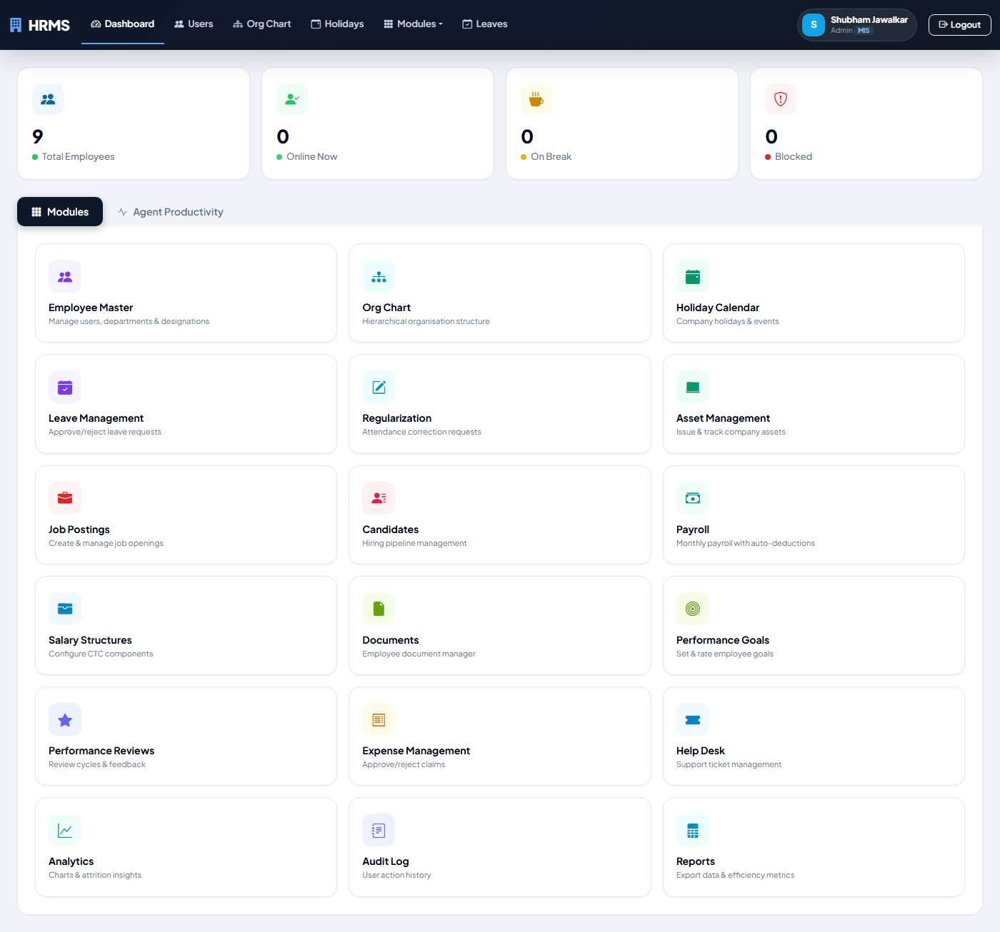 HRMS
Dashboard
Users
Org Chart
Holidays
Modules
Leaves
S
Shubham Jawalkar
Admin MIS
Logout
9
Total Employees
0
Online Now
0
On Break
0
Blocked
Modules
Agent Productivity
Employee Master
Manage users, departments & designations
Org Chart
Hierarchical organisation structure
Holiday Calendar
Company holidays & events
Leave Management
Approve/reject leave requests
Regularization
Attendance correction requests
Asset Management
Issue & track company assets
Job Postings
Create & manage job openings
Candidates
Hiring pipeline management
Payroll
Monthly payroll with auto-deductions
Salary Structures
Configure CTC components
Documents
Employee document manager
Performance Goals
Set & rate employee goals
Performance Reviews
Review cycles & feedback
Expense Management
Approve/reject claims
Help Desk
Support ticket management
Analytics
Charts & attrition insights
Audit Log
User action history
Reports
Export data & efficiency metrics